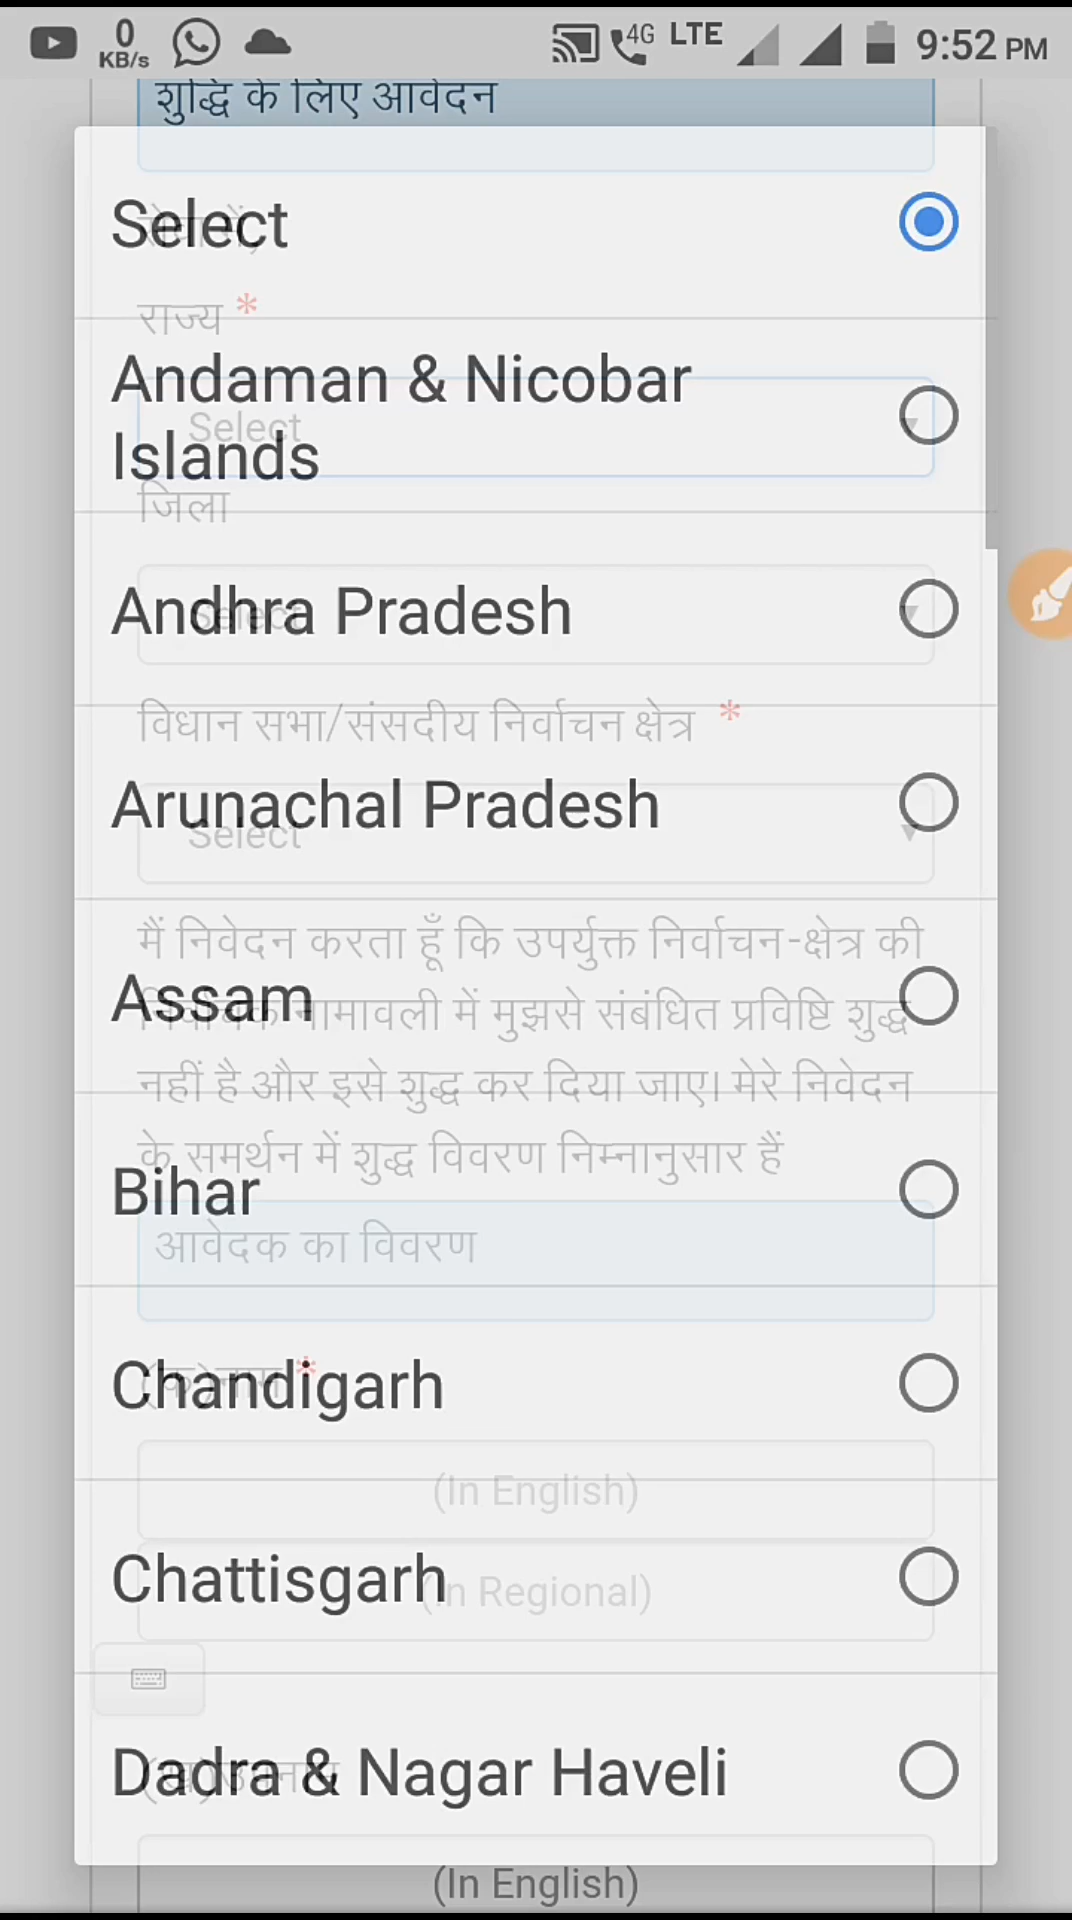 0
KB/s
4G LTE 9:52 PM
शुद्धि के लिए आवेदन
Select
राज्य *
Andaman & Nicobar
Select
Islands
जिला
Andhra Pradesh
Select
विधान सभा/संसदीय निर्वाचन क्षेत्र *
Arunachal Pradesh
Select
मैं निवेदन करता हूँ कि उपर्युक्त निर्वाचन-क्षेत्र की
Assam
निर्वाचक नामावली में मुझसे संबंधित प्रविष्टि शुद्ध
नहीं है और इसे शुद्ध कर दिया जाए। मेरे निवेदन
के समर्थन में शुद्ध विवरण निम्नानुसार हैं
Bihar
आवेदक का विवरण
Chandigarh
(क)नाम *
(In English)
Chattisgarh
(In Regional)
Dadra & Nagar Haveli
(In English)